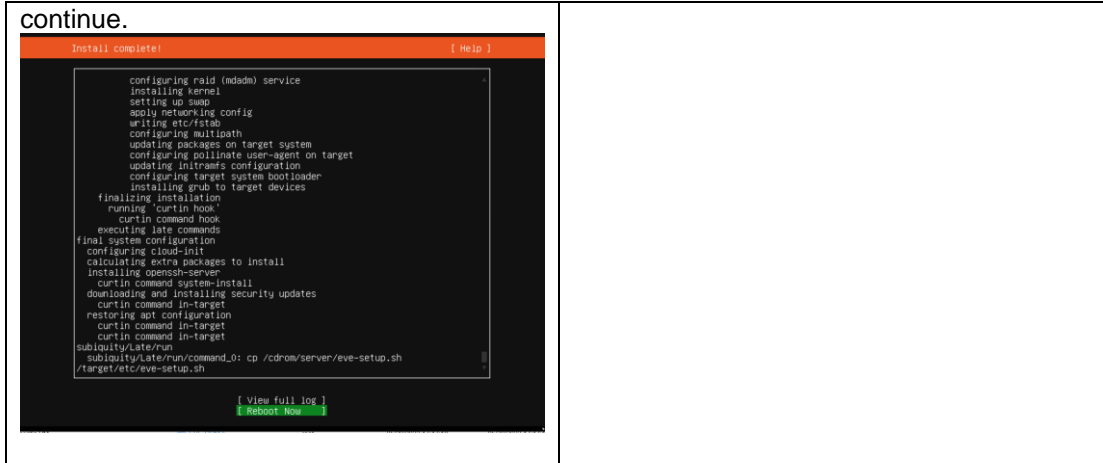 continue.
Install complete! [ Help ]
configuring raid (mdadm) service
installing kernel
setting up swap
apply networking config
writing etc/fstab
configuring multipath
updating packages on target system
configuring pollinate user-agent on target
updating initramfs configuration
configuring target system bootloader
installing grub to target devices
finalizing installation
running 'curtin hook'
curtin command hook
executing late commands
final system configuration
configuring cloud-init
calculating extra packages to install
installing openssh-server
curtin command system-install
downloading and installing security updates
curtin command in-target
restoring apt configuration
curtin command in-target
curtin command in-target
subiquity/Late/run
subiquity/Late/run/command_0: cp /cdrom/server/eve-setup.sh
/target/etc/eve-setup.sh
[ View full log ]
[ Reboot Now ]